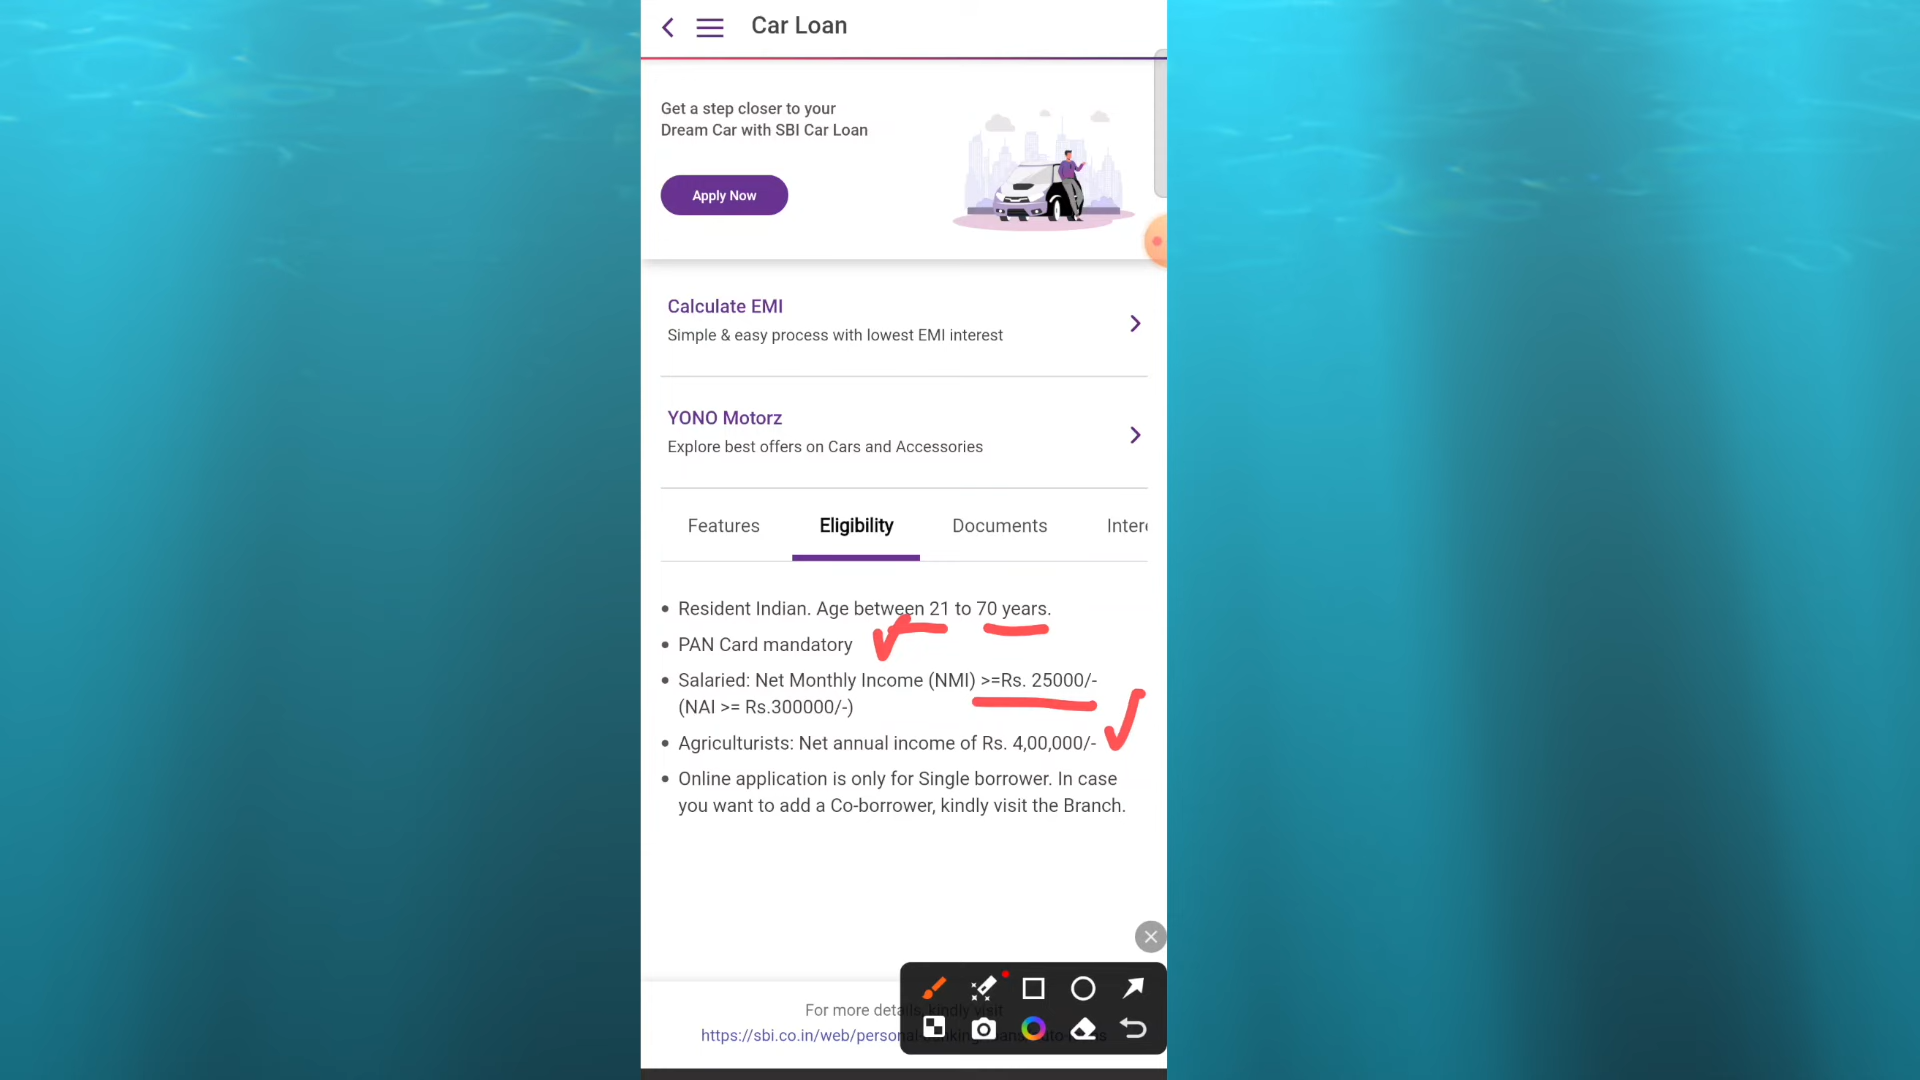 Car Loan
Get a step closer to your
Dream Car with SBI Car Loan
Apply Now
Calculate EMI
Simple & easy process with lowest EMI interest
YONO Motorz
Explore best offers on Cars and Accessories
Features Eligibility Documents
• Resident Indian. Age between 21 to 70 years.
• PAN Card mandatory
• Salaried: Net Monthly Income (NMI) >=Rs. 25000/-
(NAI >= Rs.300000/-)
• Agriculturists: Net annual income of Rs. 4,00,000/-
• Online application is only for Single borrower. In case
you want to add a Co-borrower, kindly visit the Branch.
For more details, kindly visit
https://sbi.co.in/web/personal